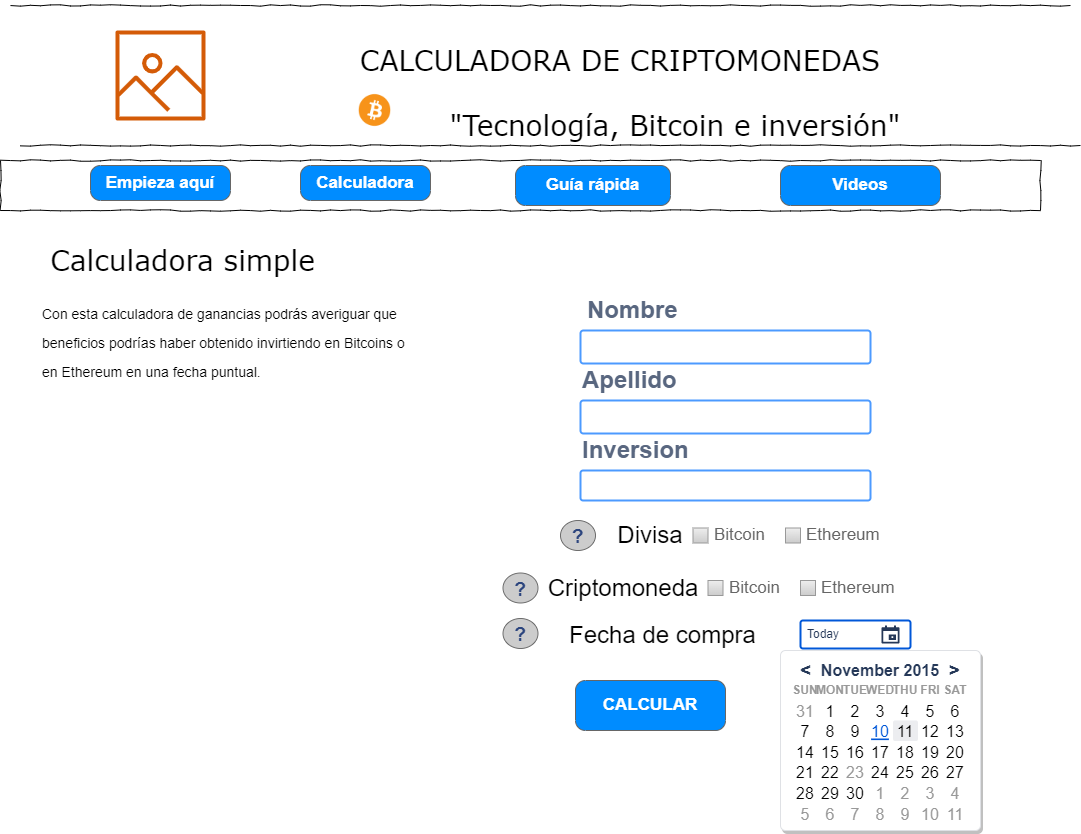 CALCULADORA DE CRIPTOMONEDAS
"Tecnología, Bitcoin e inversión"
Empieza aquí Calculadora Guía rápida Videos
Calculadora simple
Con esta calculadora de ganancias podrás averiguar que
beneficios podrías haber obtenido invirtiendo en Bitcoins o
en Ethereum en una fecha puntual.
Nombre
Apellido
Inversion
? Divisa Bitcoin Ethereum
? Criptomoneda Bitcoin Ethereum
? Fecha de compra Today
CALCULAR
< November 2015 >
SUN MON TUE WED THU FRI SAT
31 1 2 3 4 5 6
7 8 9 10 11 12 13
14 15 16 17 18 19 20
21 22 23 24 25 26 27
28 29 30 1 2 3 4
5 6 7 8 9 10 11